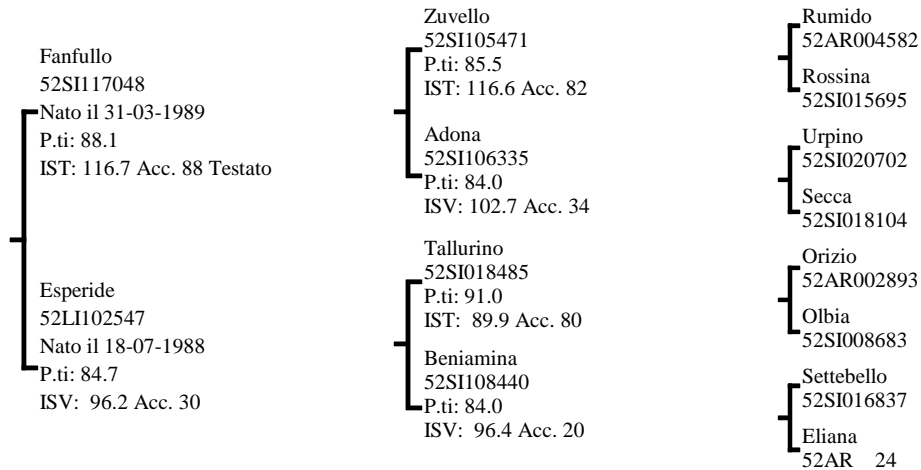 Fanfullo
52SI117048
Nato il 31-03-1989
P.ti: 88.1
IST: 116.7 Acc. 88 Testato
Esperide
52LI102547
Nato il 18-07-1988
P.ti: 84.7
ISV: 96.2 Acc. 30
Zuvello
52SI105471
P.ti: 85.5
IST: 116.6 Acc. 82
Adona
52SI106335
P.ti: 84.0
ISV: 102.7 Acc. 34
Tallurino
52SI018485
P.ti: 91.0
IST: 89.9 Acc. 80
Beniamina
52SI108440
P.ti: 84.0
ISV: 96.4 Acc. 20
Rumido
52AR004582
Rossina
52SI015695
Urpino
52SI020702
Secca
52SI018104
Orizio
52AR002893
Olbia
52SI008683
Settebello
52SI016837
Eliana
52AR 24